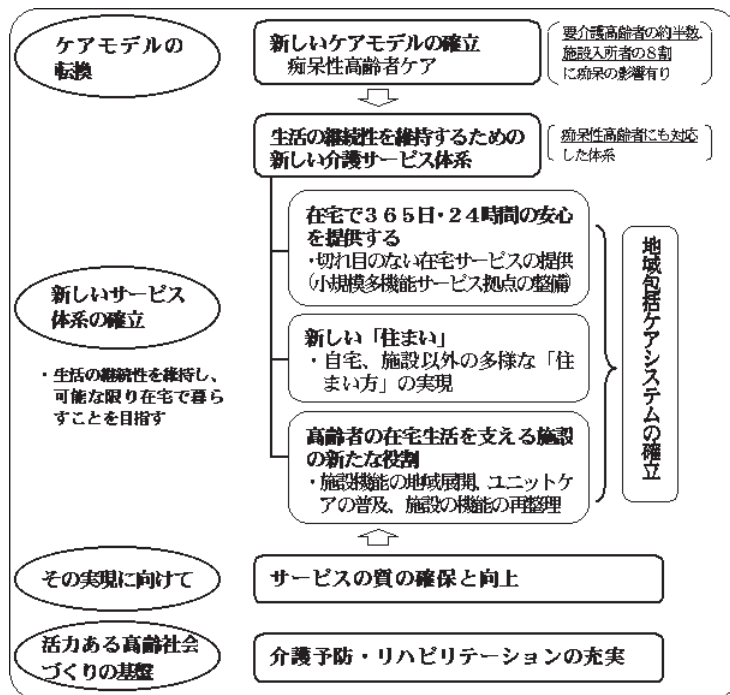 ケアモデルの
転換
新しいケアモデルの確立
痴呆性高齢者ケア
要介護高齢者の約半数、
施設入所者の8割
に痴呆の影響有り
生活の継続性を維持するための
新しい介護サービス体系
痴呆性高齢者にも対応
した体系
新しいサービス
体系の確立
・生活の継続性を維持し、
可能な限り在宅で暮ら
すことを目指す
在宅で365日・24時間の安心
を提供する
・切れ目のない在宅サービスの提供
(小規模多機能サービス拠点の整備)
新しい「住まい」
・自宅、施設以外の多様な「住
まい方」の実現
高齢者の在宅生活を支える施設
の新たな役割
・施設機能の地域展開、ユニットケ
アの普及、施設の機能の再整理
地域包括ケアシステムの確立
その実現に向けて
サービスの質の確保と向上
活力ある高齢社会
づくりの基盤
介護予防・リハビリテーションの充実